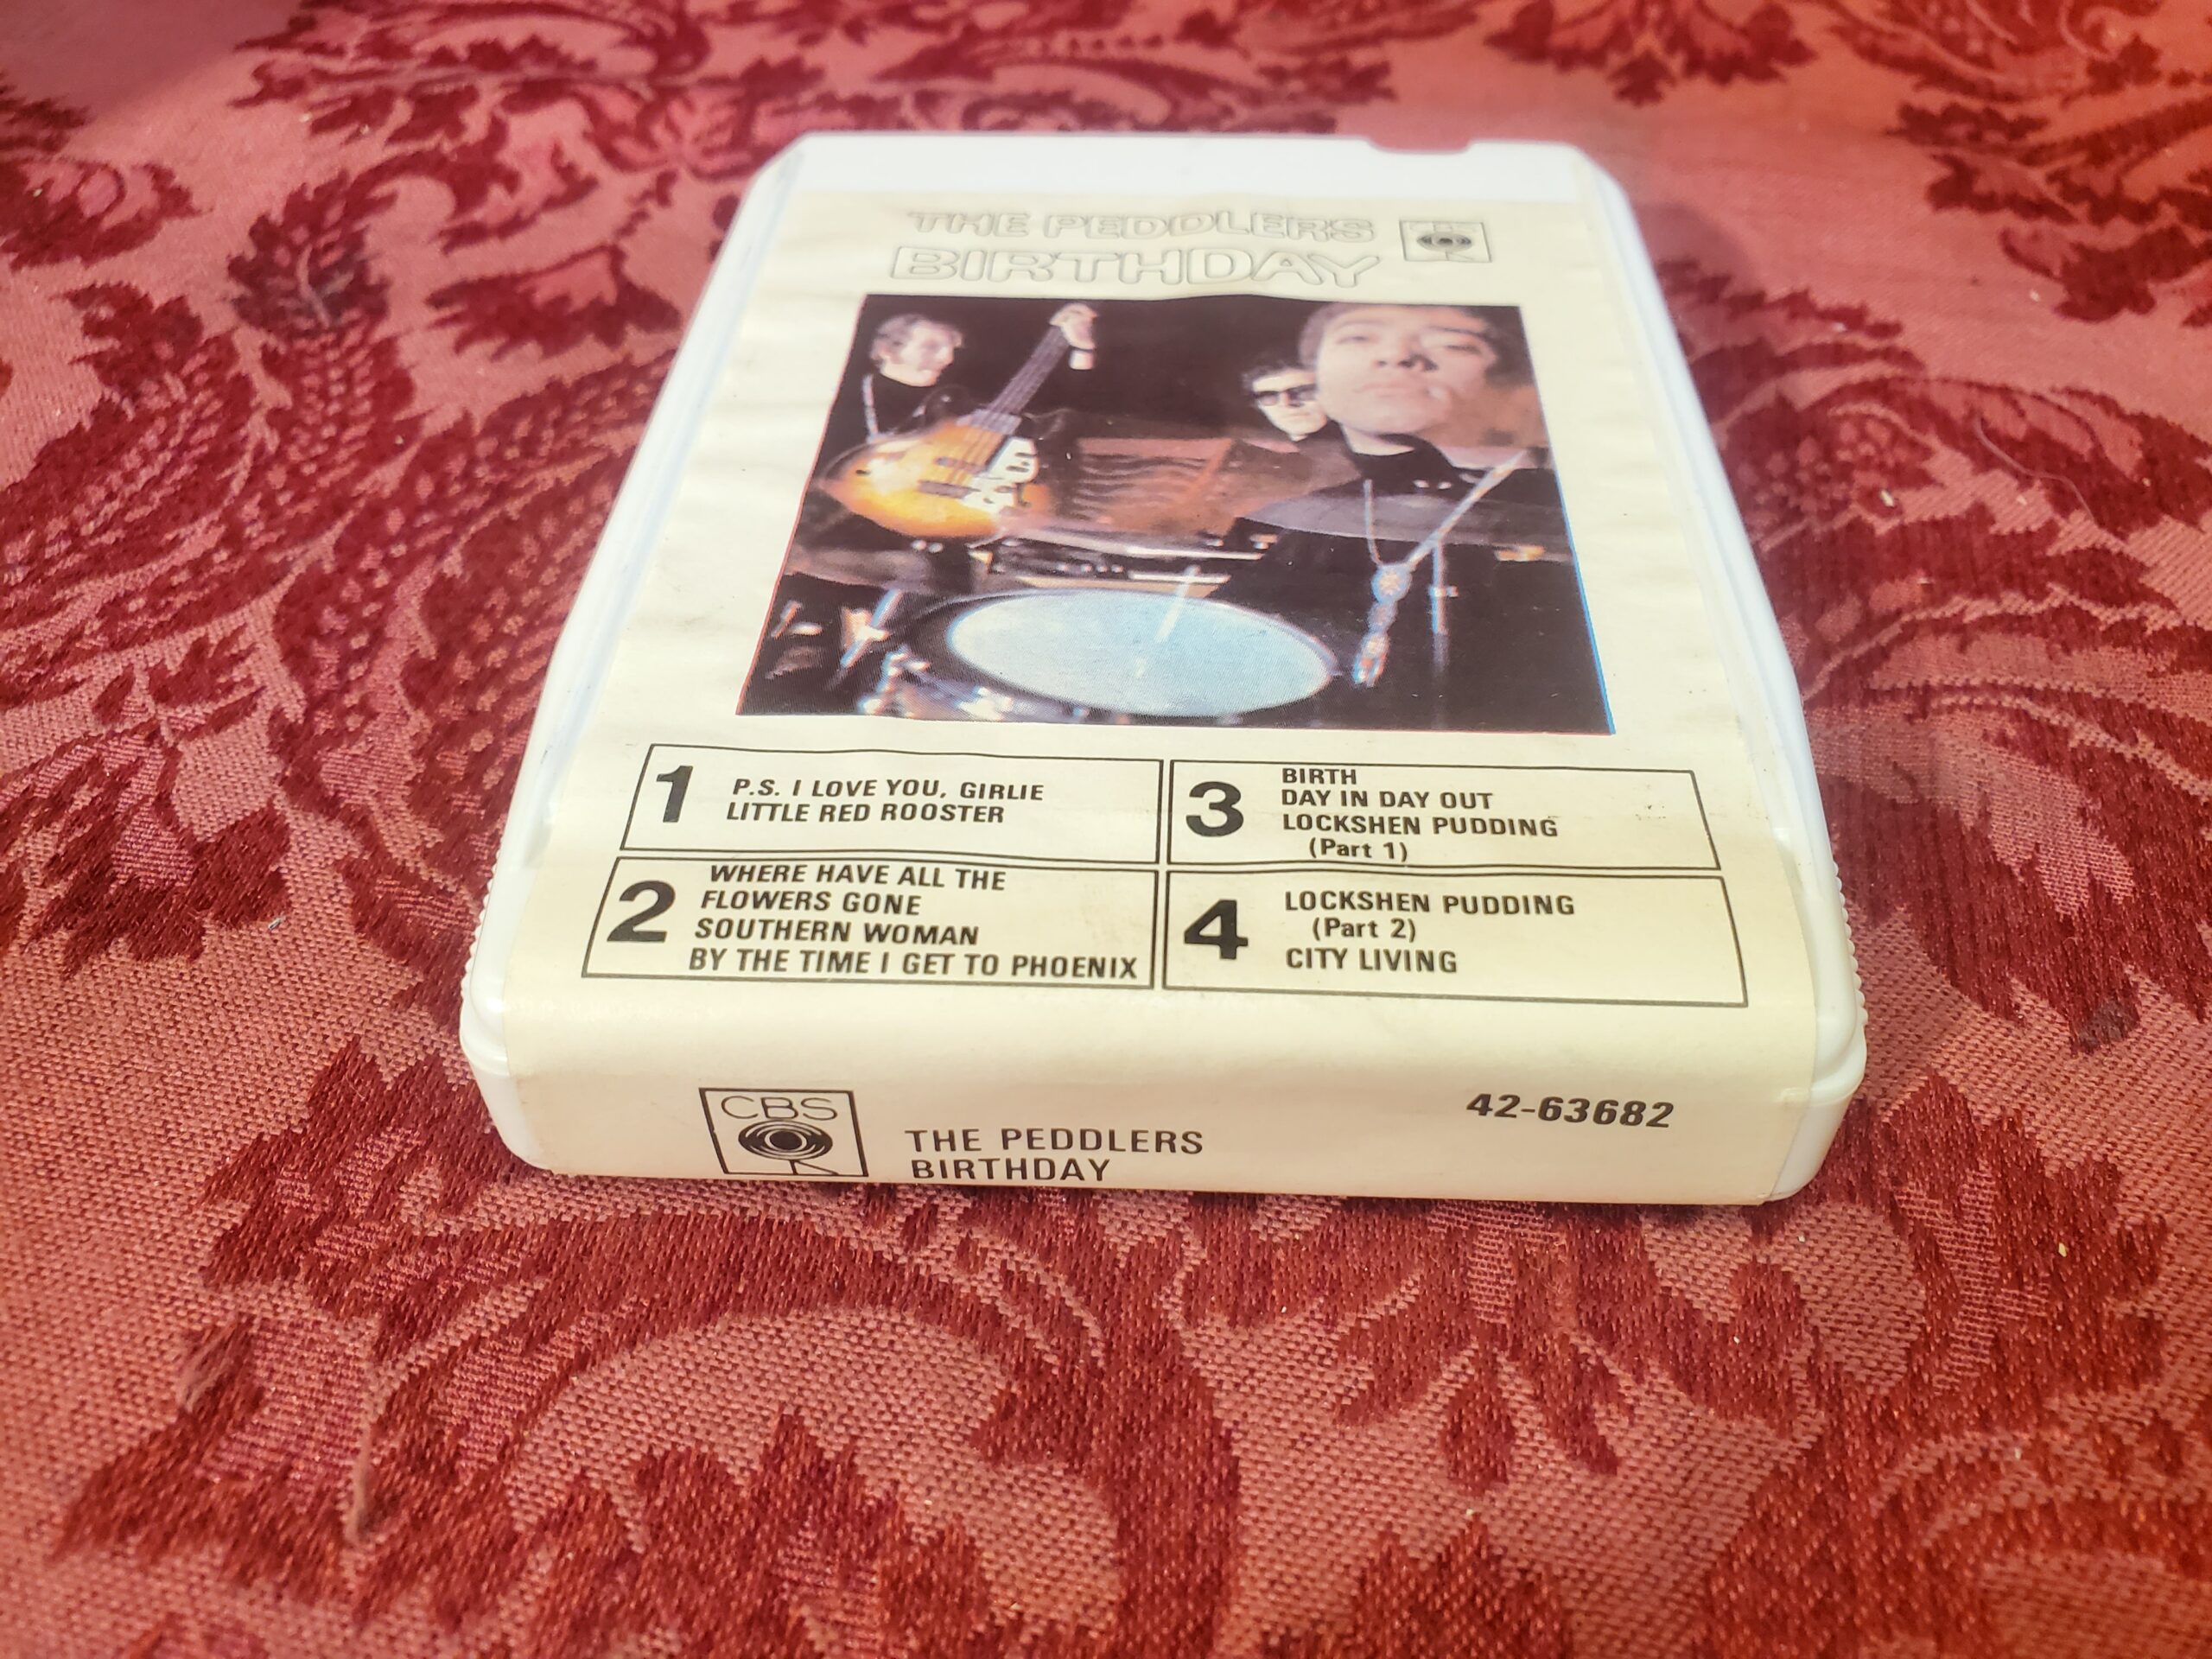 THE PEDDLERS
BIRTHDAY
1
P.S. I LOVE YOU, GIRLIE
LITTLE RED ROOSTER
2
WHERE HAVE ALL THE
FLOWERS GONE
SOUTHERN WOMAN
BY THE TIME I GET TO PHOENIX
3
BIRTH
DAY IN DAY OUT
LOCKSHEN PUDDING
(Part 1)
4
LOCKSHEN PUDDING
(Part 2)
CITY LIVING
CBS
THE PEDDLERS
BIRTHDAY
42-63682